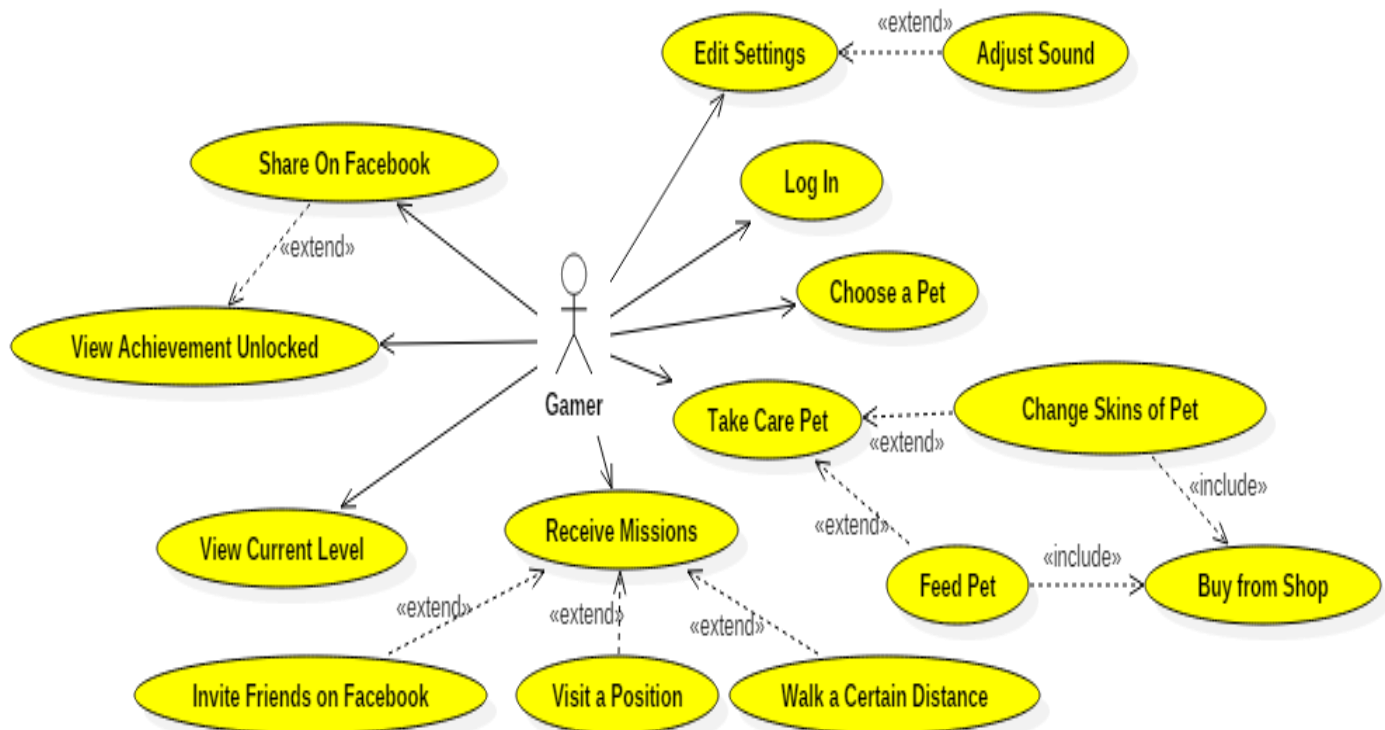 «extend»
Edit Settings
Adjust Sound
Share On Facebook
Log In
«extend»
Choose a Pet
View Achievement Unlocked
Gamer
Take Care Pet
Change Skins of Pet
«extend»
«include»
Receive Missions
«extend»
View Current Level
«include»
Feed Pet
Buy from Shop
«extend»
«extend»
«extend»
Invite Friends on Facebook
Visit a Position
Walk a Certain Distance